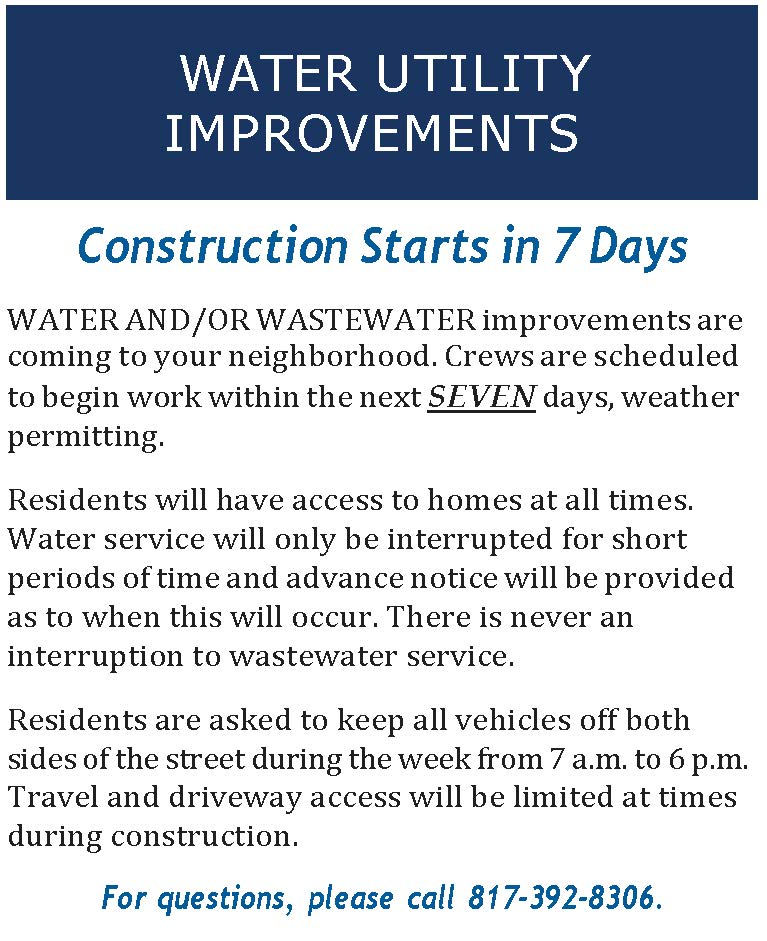 WATER UTILITY
IMPROVEMENTS
Construction Starts in 7 Days
WATER AND/OR WASTEWATER improvements are
coming to your neighborhood. Crews are scheduled
to begin work within the next SEVEN days, weather
permitting.
Residents will have access to homes at all times.
Water service will only be interrupted for short
periods of time and advance notice will be provided
as to when this will occur. There is never an
interruption to wastewater service.
Residents are asked to keep all vehicles off both
sides of the street during the week from 7 a.m. to 6 p.m.
Travel and driveway access will be limited at times
during construction.
For questions, please call 817-392-8306.